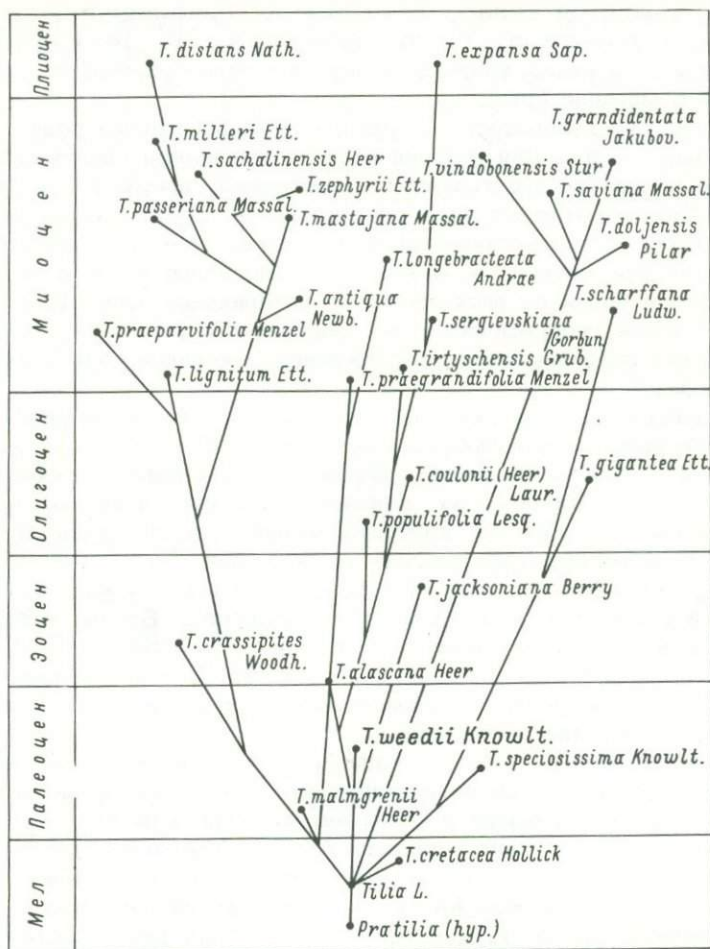 Плиоцен
T. distans Nath.
T. expansa Sap.
Миоцен
T. milleri Ett.
T. grandidentata
Jakubov.
T. sachalinensis Heer
T. vindobonensis Stur
T. zephyrii Ett.
T. saviana Massal.
T. passeriana Massal.
T. mastajana Massal.
T. doljensis
Pilar
T. longebracteata
Andrae
T. antiqua
Newb.
T. scharffana
Ludw.
T. praeparvifolia Menzel
T. sergievskiana
Gorbun.
T. irtyschensis Grub.
T. lignitum Ett.
T. praegrandifolia Menzel
Олигоцен
T. coulonii (Heer)
Laur.
T. gigantea Ett.
T. populifolia Lesq.
Эоцен
T. jacksoniana Berry
T. crassipites
Woodh.
T. alascana Heer
Палеоцен
T. weedii Knowlt.
T. speciosissima Knowlt.
T. malmgrenii
Heer
Мел
T. cretacea Hollick
Tilia L.
Pratilia (hyp.)